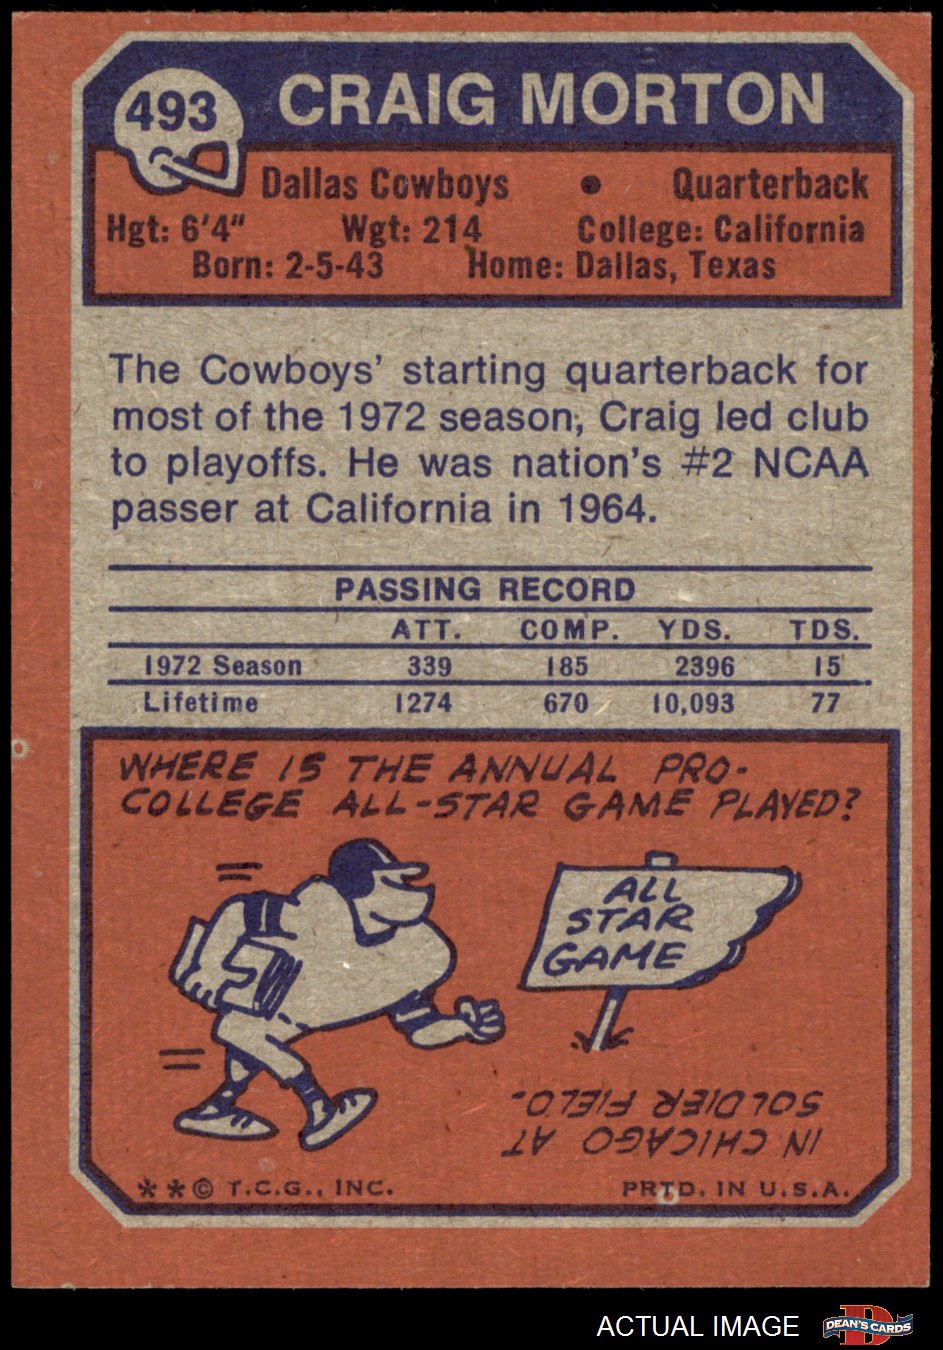 493 CRAIG MORTON
Dallas Cowboys • Quarterback
Hgt: 6'4" Wgt: 214 College: California
Born: 2-5-43 Home: Dallas, Texas
The Cowboys' starting quarterback for
most of the 1972 season, Craig led club
to playoffs. He was nation's #2 NCAA
passer at California in 1964.
PASSING RECORD
ATT. COMP. YDS. TDS.
1972 Season 339 185 2396 15
Lifetime 1274 670 10,093 77
WHERE IS THE ANNUAL PRO-
COLLEGE ALL-STAR GAME PLAYED?
ALL
STAR
GAME
IN CHICAGO AT
SOLDIER FIELD.
**© T.C.G., INC. PRTD. IN U.S.A.
ACTUAL IMAGE DEAN'S CARDS